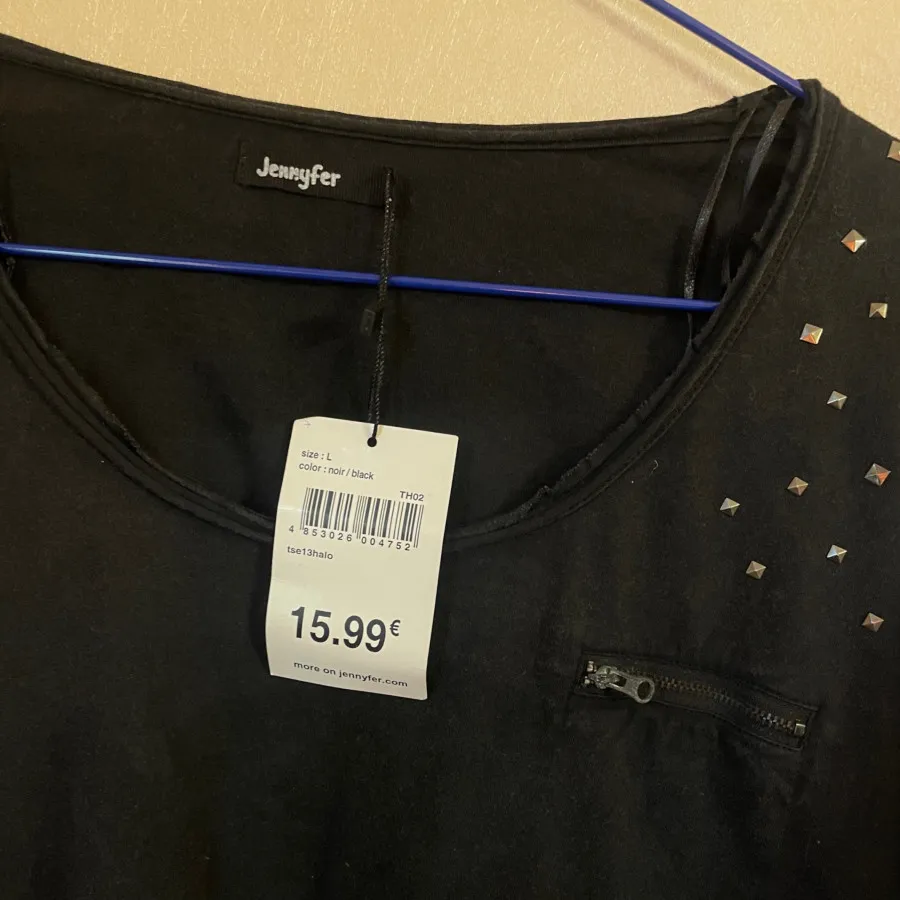 Jennyfer
size : L
color : noir / black
TH02
4 853026 004752
tse13halo
15.99€
more on jennyfer.com